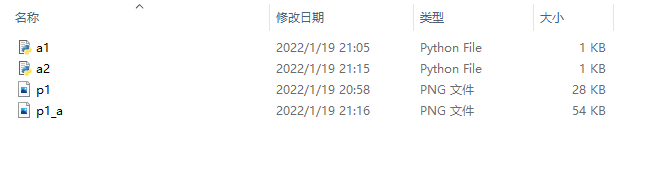 名称 修改日期 类型 大小
a1 2022/1/19 21:05 Python File 1 KB
a2 2022/1/19 21:15 Python File 1 KB
p1 2022/1/19 20:58 PNG 文件 28 KB
p1_a 2022/1/19 21:16 PNG 文件 54 KB